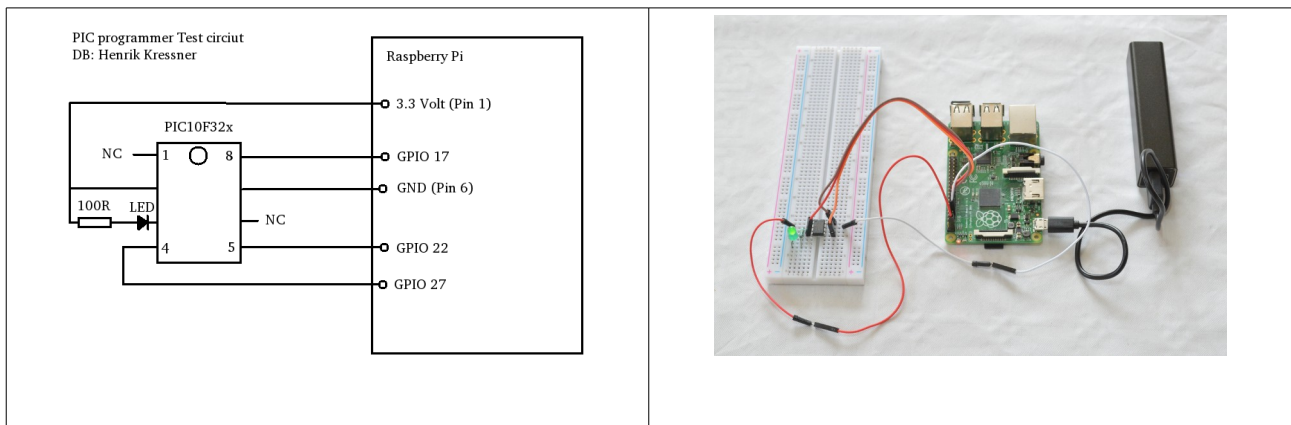 PIC programmer Test circiut
DB: Henrik Kressner
Raspberry Pi
3.3 Volt (Pin 1)
PIC10F32x
NC
1
8
GPIO 17
GND (Pin 6)
100R
LED
NC
4
5
GPIO 22
GPIO 27